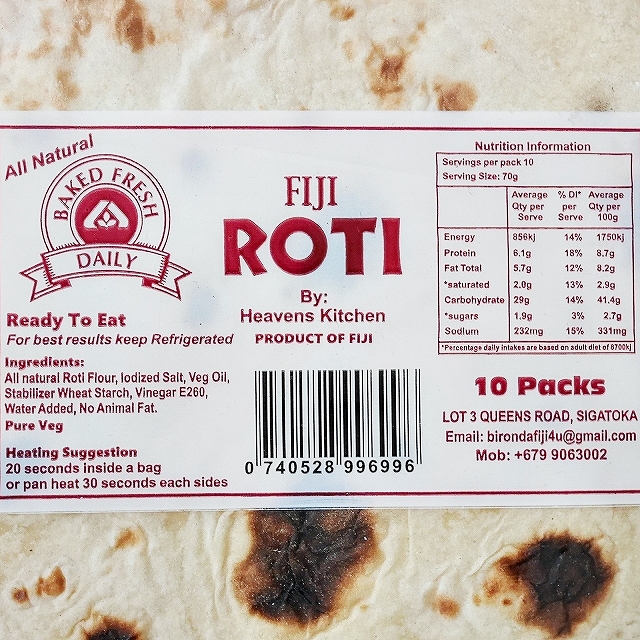 All Natural
BAKED FRESH
DAILY
Ready To Eat
For best results keep Refrigerated
Ingredients:
All natural Roti Flour, Iodized Salt, Veg Oil,
Stabilizer Wheat Starch, Vinegar E260,
Water Added, No Animal Fat.
Pure Veg
Heating Suggestion
20 seconds inside a bag
or pan heat 30 seconds each sides
FIJI
ROTI
By:
Heavens Kitchen
PRODUCT OF FIJI
0 740528 996996
Nutrition Information
Servings per pack 10
Serving Size: 70g
Average Qty per Serve % DI* per Serve Average Qty per 100g
Energy 856kj 14% 1750kj
Protein 6.1g 18% 8.7g
Fat Total 5.7g 12% 8.2g
*saturated 2.0g 13% 2.9g
Carbohydrate 29g 14% 41.4g
*sugars 1.9g 3% 2.7g
Sodium 232mg 15% 331mg
*Percentage daily intakes are based on adult diet of 8700kj
10 Packs
LOT 3 QUEENS ROAD, SIGATOKA
Email: birondafiji4u@gmail.com
Mob: +679 9063002